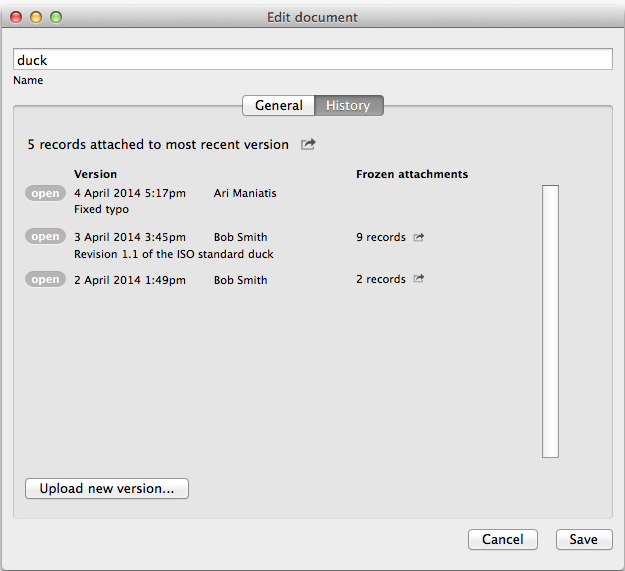 Edit document
duck
Name
General History
5 records attached to most recent version
Version Frozen attachments
open 4 April 2014 5:17pm Ari Maniatis
Fixed typo
open 3 April 2014 3:45pm Bob Smith 9 records
Revision 1.1 of the ISO standard duck
open 2 April 2014 1:49pm Bob Smith 2 records
Upload new version...
Cancel Save